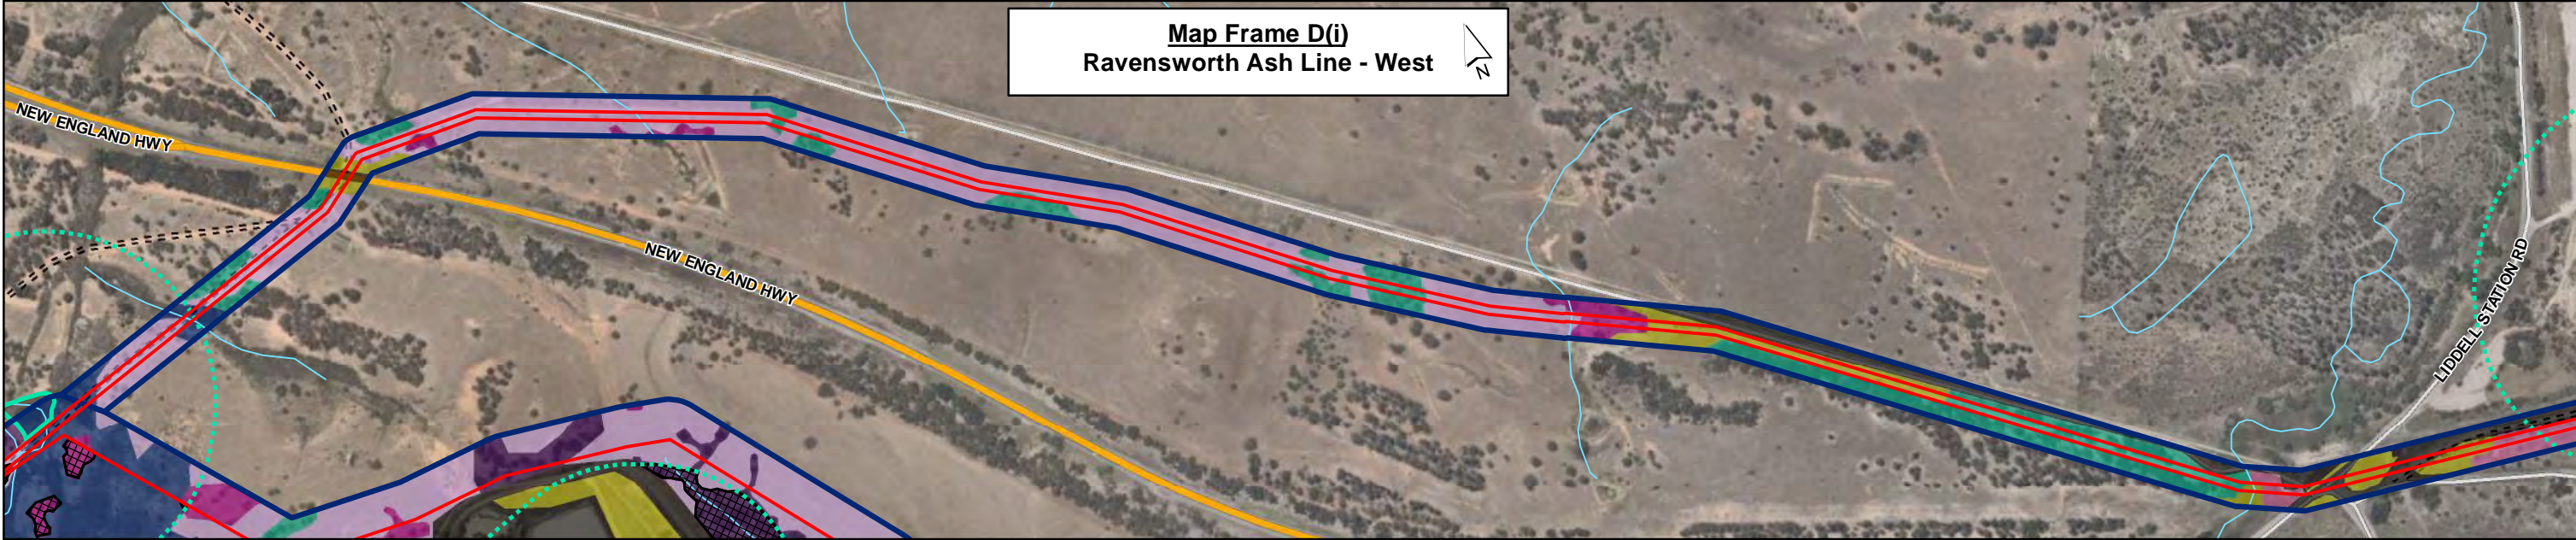 Map Frame D(i)
Ravensworth Ash Line - West
N
NEW ENGLAND HWY
NEW ENGLAND HWY
LIDDELL STATION RD